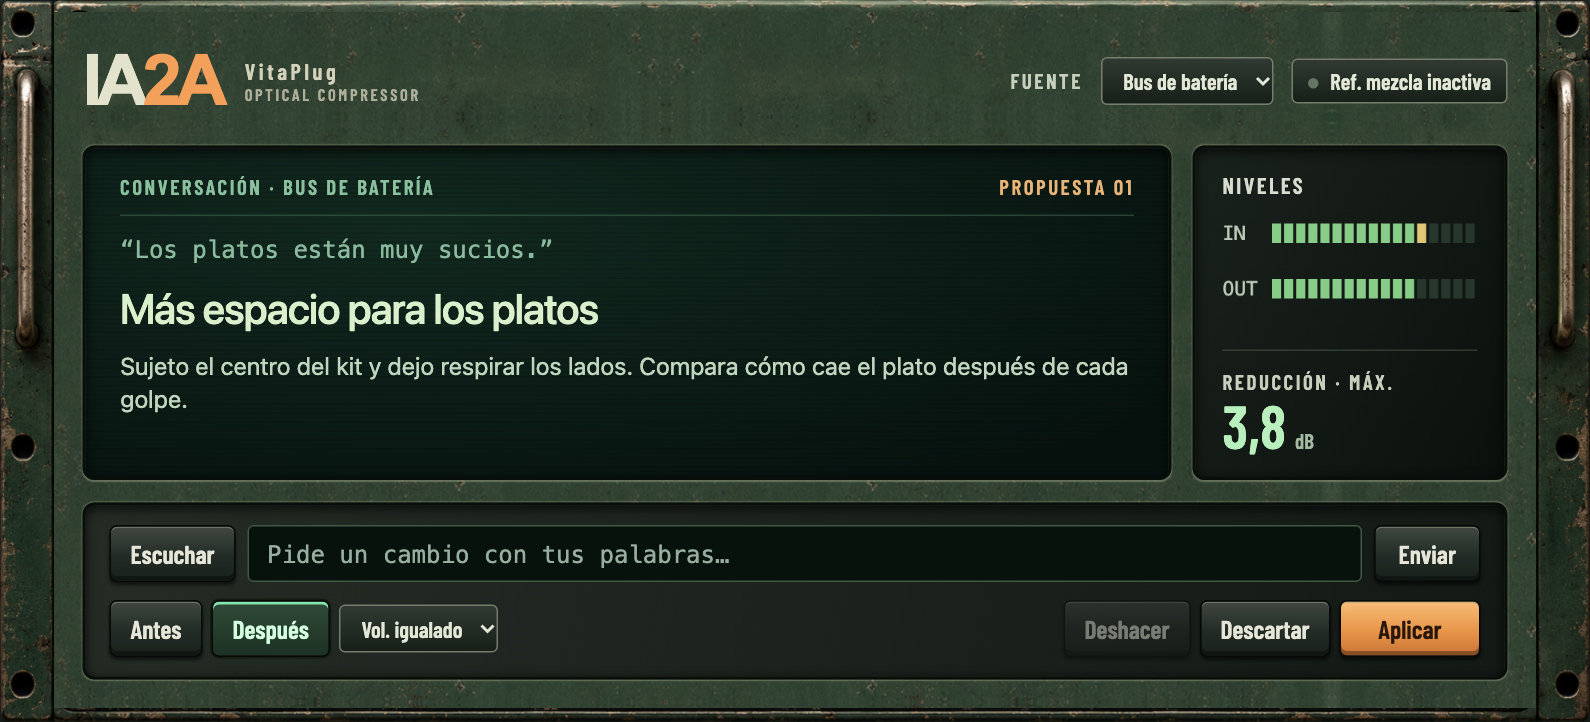 IA2A
VitaPlug
OPTICAL COMPRESSOR
FUENTE
Bus de batería
Ref. mezcla inactiva
CONVERSACIÓN · BUS DE BATERÍA
PROPUESTA 01
“Los platos están muy sucios.”
Más espacio para los platos
Sujeto el centro del kit y dejo respirar los lados. Compara cómo cae el plato después de cada
golpe.
NIVELES
IN
OUT
REDUCCIÓN · MÁX.
3,8 dB
Escuchar
Pide un cambio con tus palabras…
Enviar
Antes
Después
Vol. igualado
Deshacer
Descartar
Aplicar